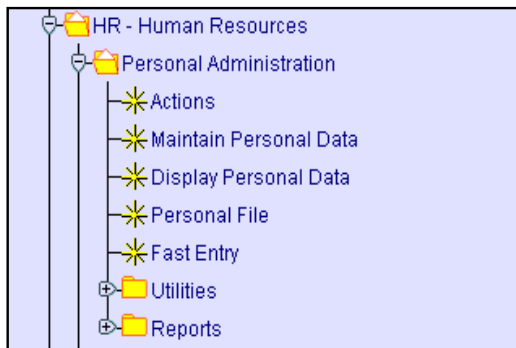 HR - Human Resources
Personal Administration
Actions
Maintain Personal Data
Display Personal Data
Personal File
Fast Entry
Utilities
Reports